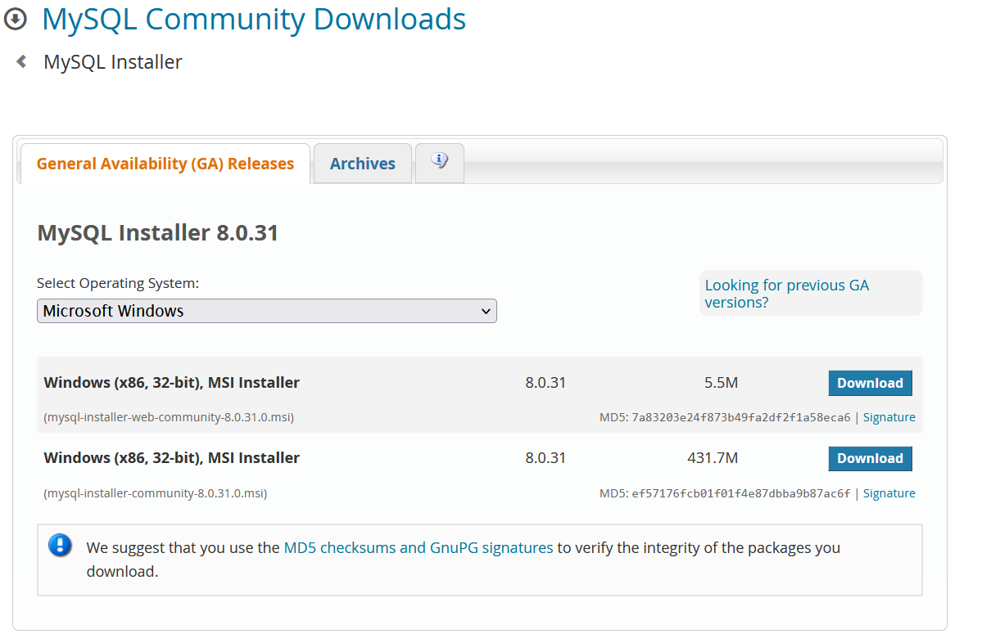 MySQL Community Downloads
MySQL Installer
General Availability (GA) Releases
Archives
MySQL Installer 8.0.31
Select Operating System:
Microsoft Windows
Looking for previous GA
versions?
Windows (x86, 32-bit), MSI Installer 8.0.31 5.5M Download
(mysql-installer-web-community-8.0.31.0.msi) MD5: 7a83203e24f873b49fa2df2f1a58eca6 | Signature
Windows (x86, 32-bit), MSI Installer 8.0.31 431.7M Download
(mysql-installer-community-8.0.31.0.msi) MD5: ef57176fcb01f01f4e87dbba9b87ac6f | Signature
We suggest that you use the MD5 checksums and GnuPG signatures to verify the integrity of the packages you
download.